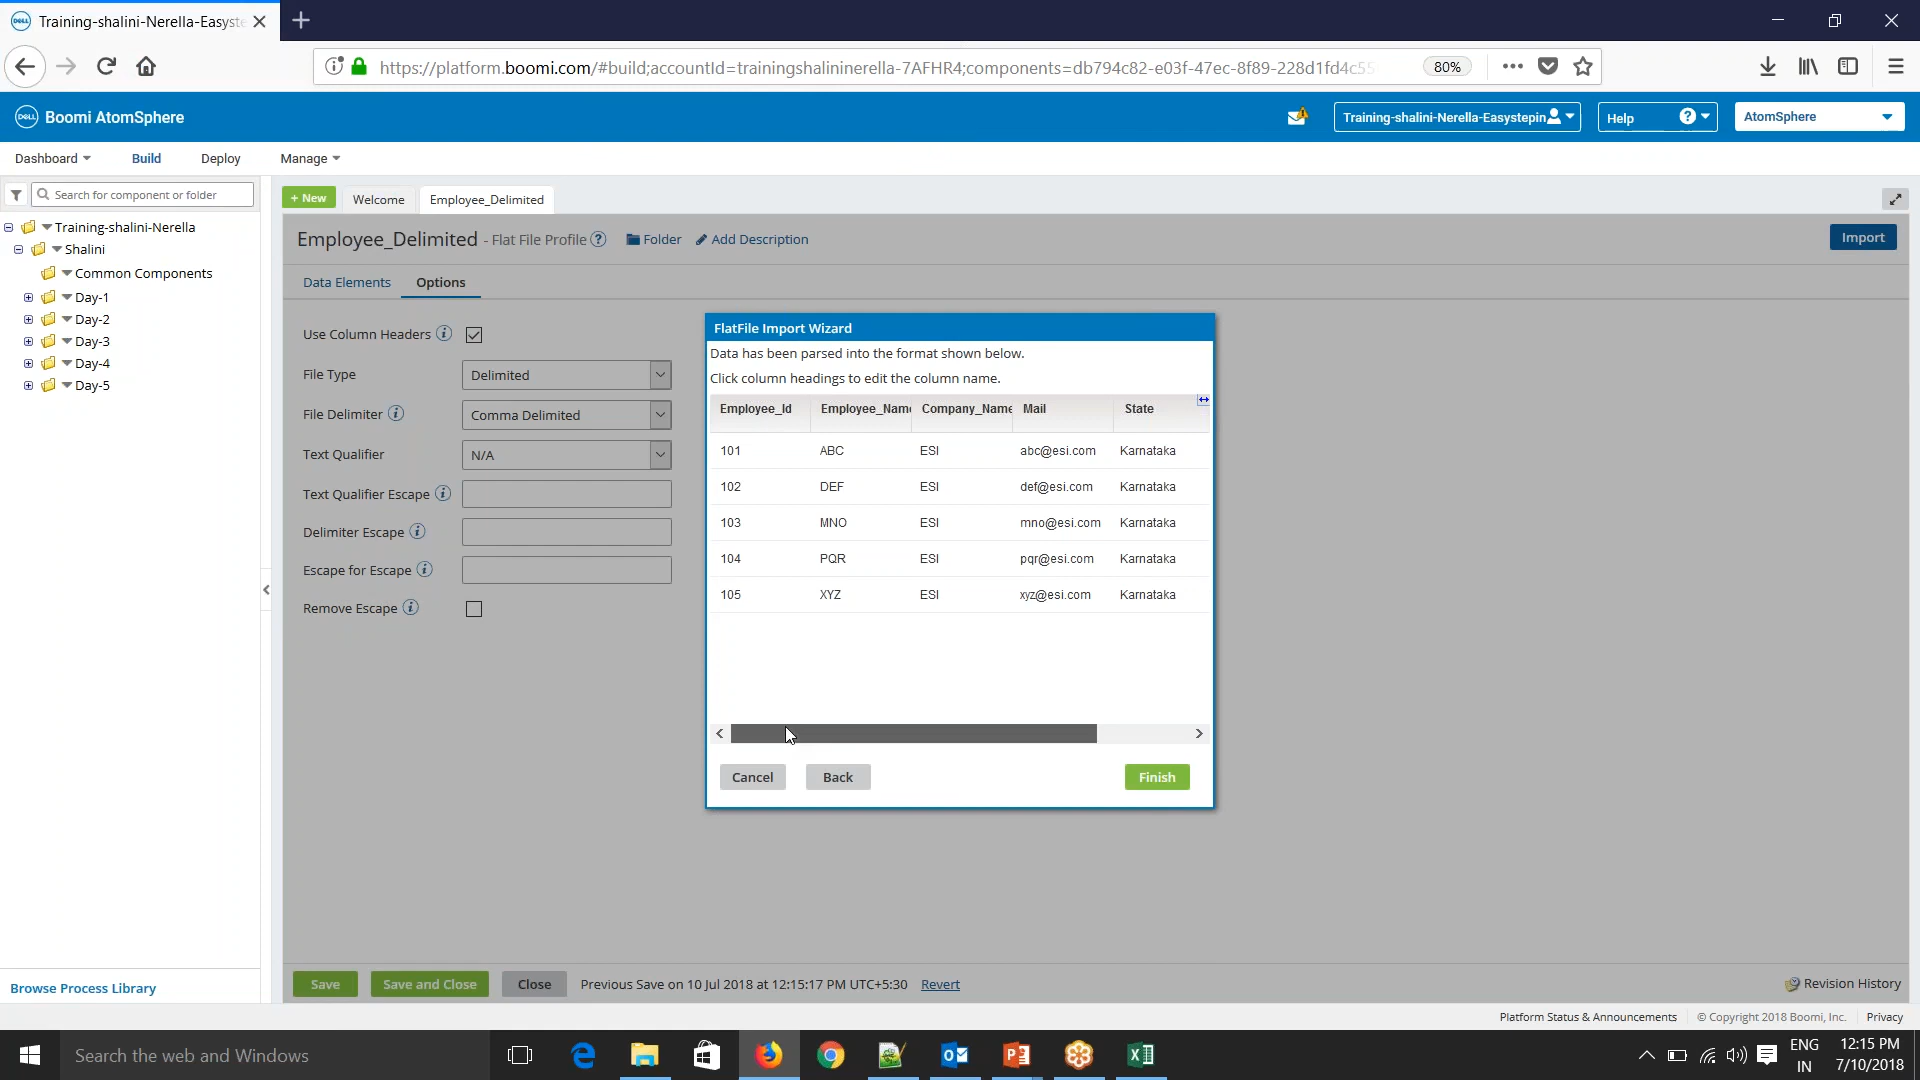 Training-shalini-Nerella-Easyste
https://platform.boomi.com/#build;accountId=trainingshalininerella-7AFHR4;components=db794c82-e03f-47ec-8f89-228d1fd4c55
80%
DELL Boomi AtomSphere
Training-shalini-Nerella-Easystepin
Help
AtomSphere
Dashboard
Build
Deploy
Manage
Search for component or folder
+ New
Welcome
Employee_Delimited
Training-shalini-Nerella
Shalini
Common Components
Day-1
Day-2
Day-3
Day-4
Day-5
Employee_Delimited - Flat File Profile
Folder
Add Description
Import
Data Elements
Options
Use Column Headers
File Type
Delimited
File Delimiter
Comma Delimited
Text Qualifier
N/A
Text Qualifier Escape
Delimiter Escape
Escape for Escape
Remove Escape
FlatFile Import Wizard
Data has been parsed into the format shown below.
Click column headings to edit the column name.
Employee_Id Employee_Name Company_Name Mail State
101 ABC ESI abc@esi.com Karnataka
102 DEF ESI def@esi.com Karnataka
103 MNO ESI mno@esi.com Karnataka
104 PQR ESI pqr@esi.com Karnataka
105 XYZ ESI xyz@esi.com Karnataka
Cancel
Back
Finish
Save
Save and Close
Close
Previous Save on 10 Jul 2018 at 12:15:17 PM UTC+5:30
Revert
Revision History
Browse Process Library
Platform Status & Announcements
© Copyright 2018 Boomi, Inc.
Privacy
Search the web and Windows
ENG
IN
12:15 PM
7/10/2018